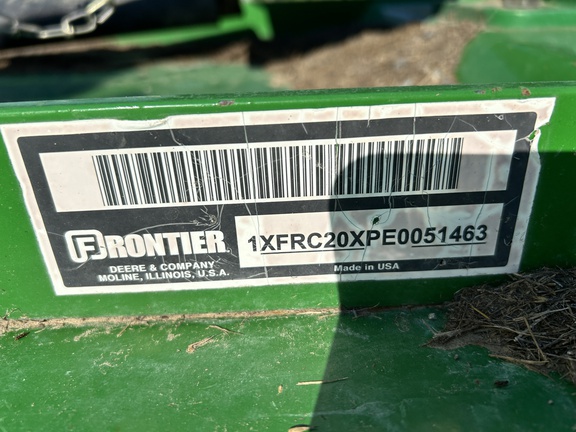 FRONTIER
DEERE & COMPANY
MOLINE, ILLINOIS, U.S.A.
1XFRC20XPE0051463
Made in USA